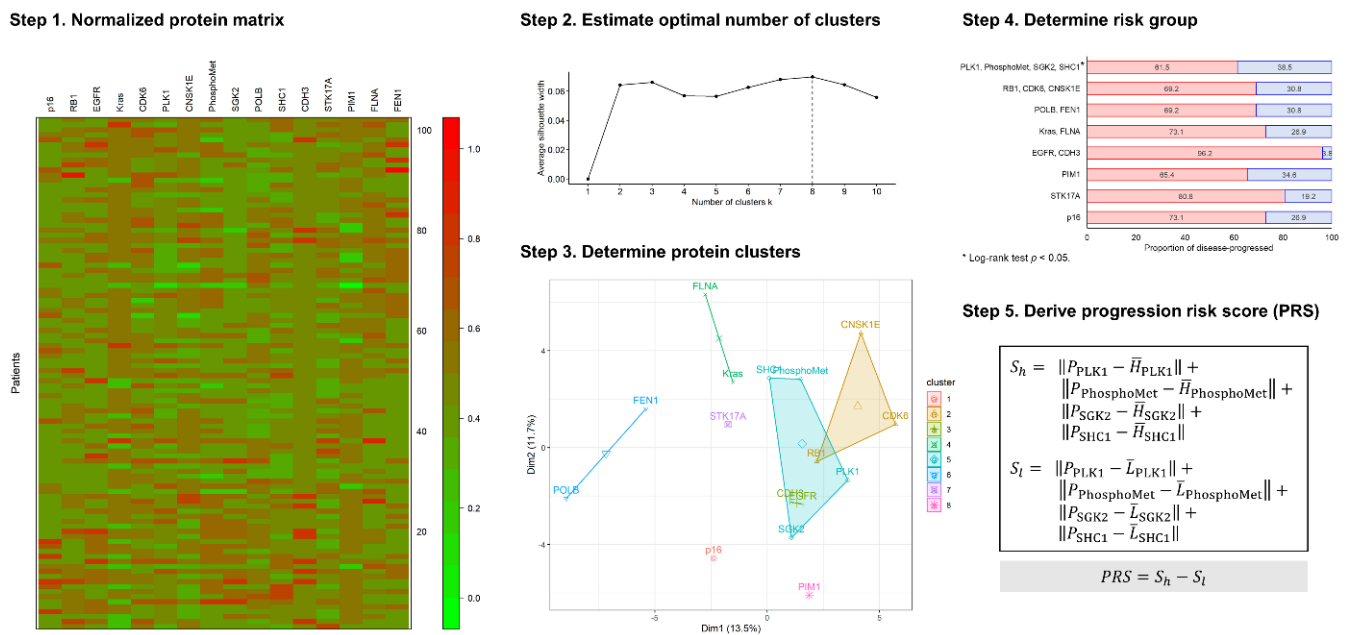 Step 1. Normalized protein matrix
p16
RB1
EGFR
Kras
CDK6
PLK1
CNSK1E
PhosphoMet
SGK2
POLB
SHC1
CDH3
STK17A
PIM1
FLNA
FEN1
Patients
100
80
60
40
20
1.0
0.8
0.6
0.4
0.2
0.0
Step 2. Estimate optimal number of clusters
Average silhouette width
0.08
0.04
0.00
1 2 3 4 5 6 7 8 9 10
Number of clusters k
Step 3. Determine protein clusters
FLNA
CNSK1E
SHC1
PhosphoMet
Kras
FEN1
STK17A
CDK6
RB1
PLK1
POLB
CDH3
EGFR
SGK2
p16
PIM1
Dim2 (11.7%)
4
0
-4
-5 0 5
Dim1 (13.5%)
cluster
1
2
3
4
5
6
7
8
Step 4. Determine risk group
PLK1, PhosphoMet, SGK2, SHC1* 61.5 38.5
RB1, CDK6, CNSK1E 69.2 30.8
POLB, FEN1 69.2 30.8
Kras, FLNA 73.1 26.9
EGFR, CDH3 96.2 3.8
PIM1 65.4 34.6
STK17A 80.8 19.2
p16 73.1 26.9
0 20 40 60 80 100
Proportion of disease-progressed
* Log-rank test p < 0.05.
Step 5. Derive progression risk score (PRS)
S_h = ‖P_PLK1 − H̅_PLK1‖ +
‖P_PhosphoMet − H̅_PhosphoMet‖ +
‖P_SGK2 − H̅_SGK2‖ +
‖P_SHC1 − H̅_SHC1‖
S_l = ‖P_PLK1 − L̅_PLK1‖ +
‖P_PhosphoMet − L̅_PhosphoMet‖ +
‖P_SGK2 − L̅_SGK2‖ +
‖P_SHC1 − L̅_SHC1‖
PRS = S_h − S_l